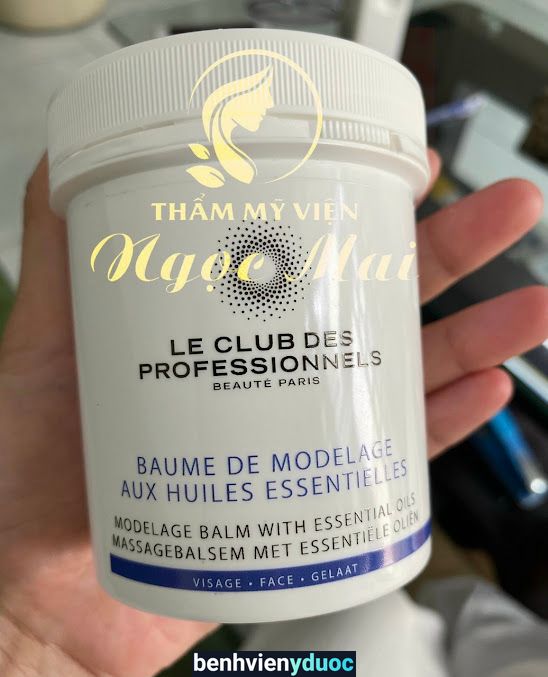 THẨM MỸ VIỆN
Ngọc Mai
LE CLUB DES
PROFESSIONNELS
BEAUTÉ PARIS
BAUME DE MODELAGE
AUX HUILES ESSENTIELLES
MODELAGE BALM WITH ESSENTIAL OILS
MASSAGEBALSEM MET ESSENTIËLE OLIËN
VISAGE • FACE • GELAAT
benhvienyduoc